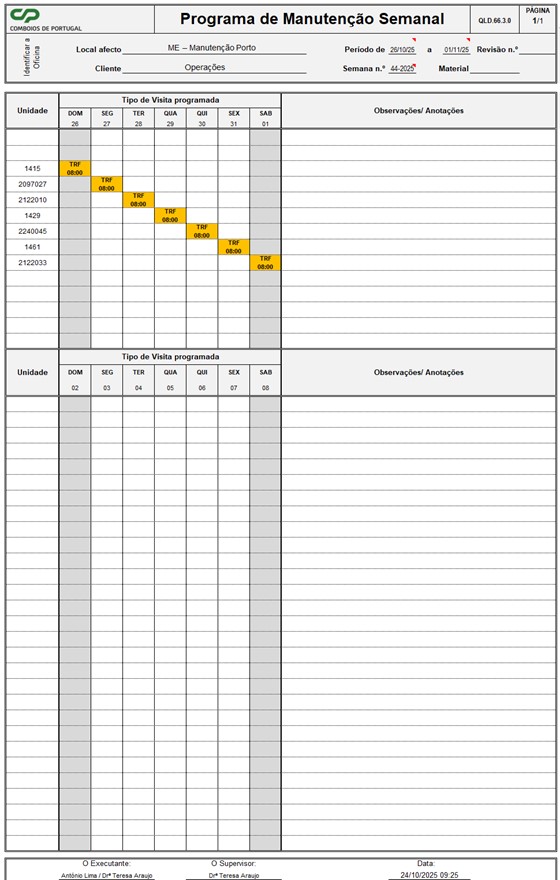 CP
COMBOIOS DE PORTUGAL
Programa de Manutenção Semanal
QLD.66.3.0
PÁGINA
1/1
Identificar a
Oficina
Local afecto ME – Manutenção Porto
Período de 26/10/25 a 01/11/25 Revisão n.º
Cliente Operações
Semana n.º 44-2025 Material
Unidade
Tipo de Visita programada
Observações/ Anotações
DOM SEG TER QUA QUI SEX SAB
26 27 28 29 30 31 01
1415 TRF
08:00
2097027 TRF
08:00
2122010 TRF
08:00
1429 TRF
08:00
2240045 TRF
08:00
1461 TRF
08:00
2122033 TRF
08:00
Unidade
Tipo de Visita programada
Observações/ Anotações
DOM SEG TER QUA QUI SEX SAB
02 03 04 05 06 07 08
O Executante: O Supervisor: Data:
António Lima / Drª Teresa Araujo Drª Teresa Araujo 24/10/2025 09:25